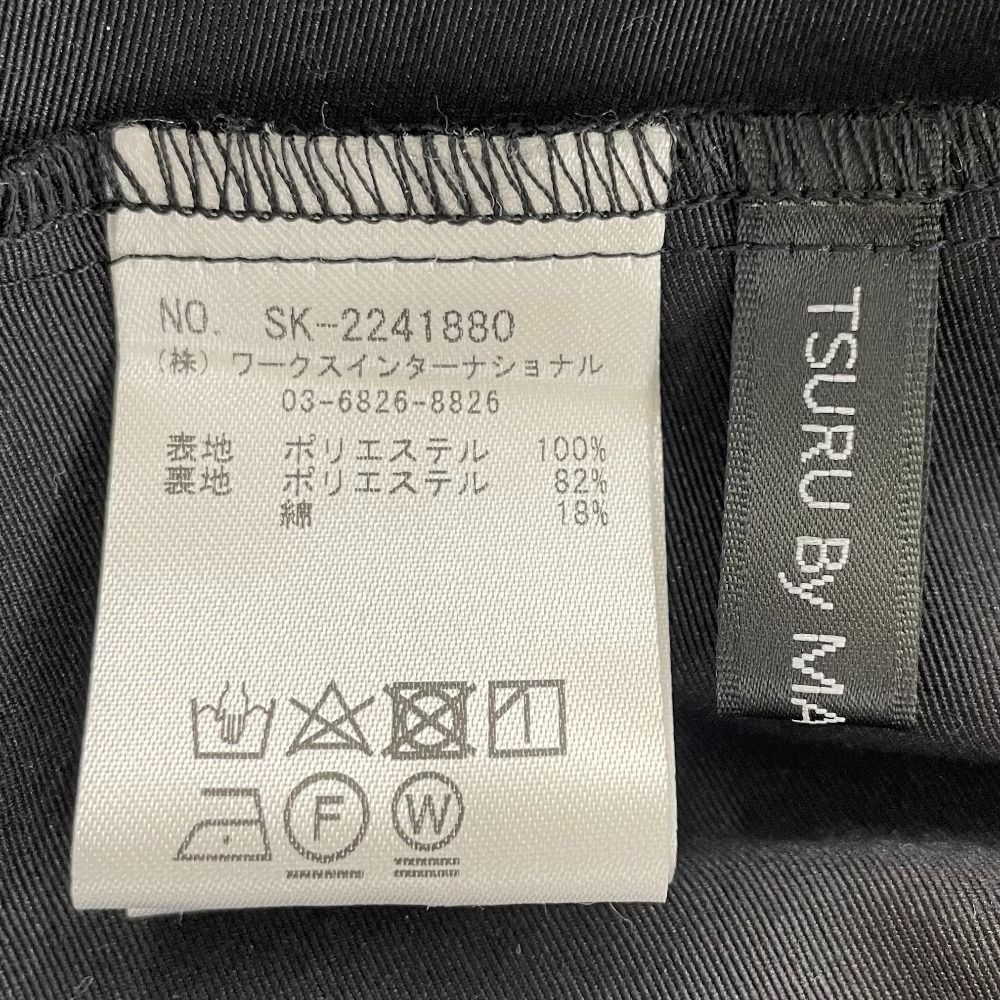 NO. SK-2241880
(株) ワークスインターナショナル
03-6826-8826
表地 ポリエステル 100%
裏地 ポリエステル 82%
綿 18%
F W
TSURU By MA